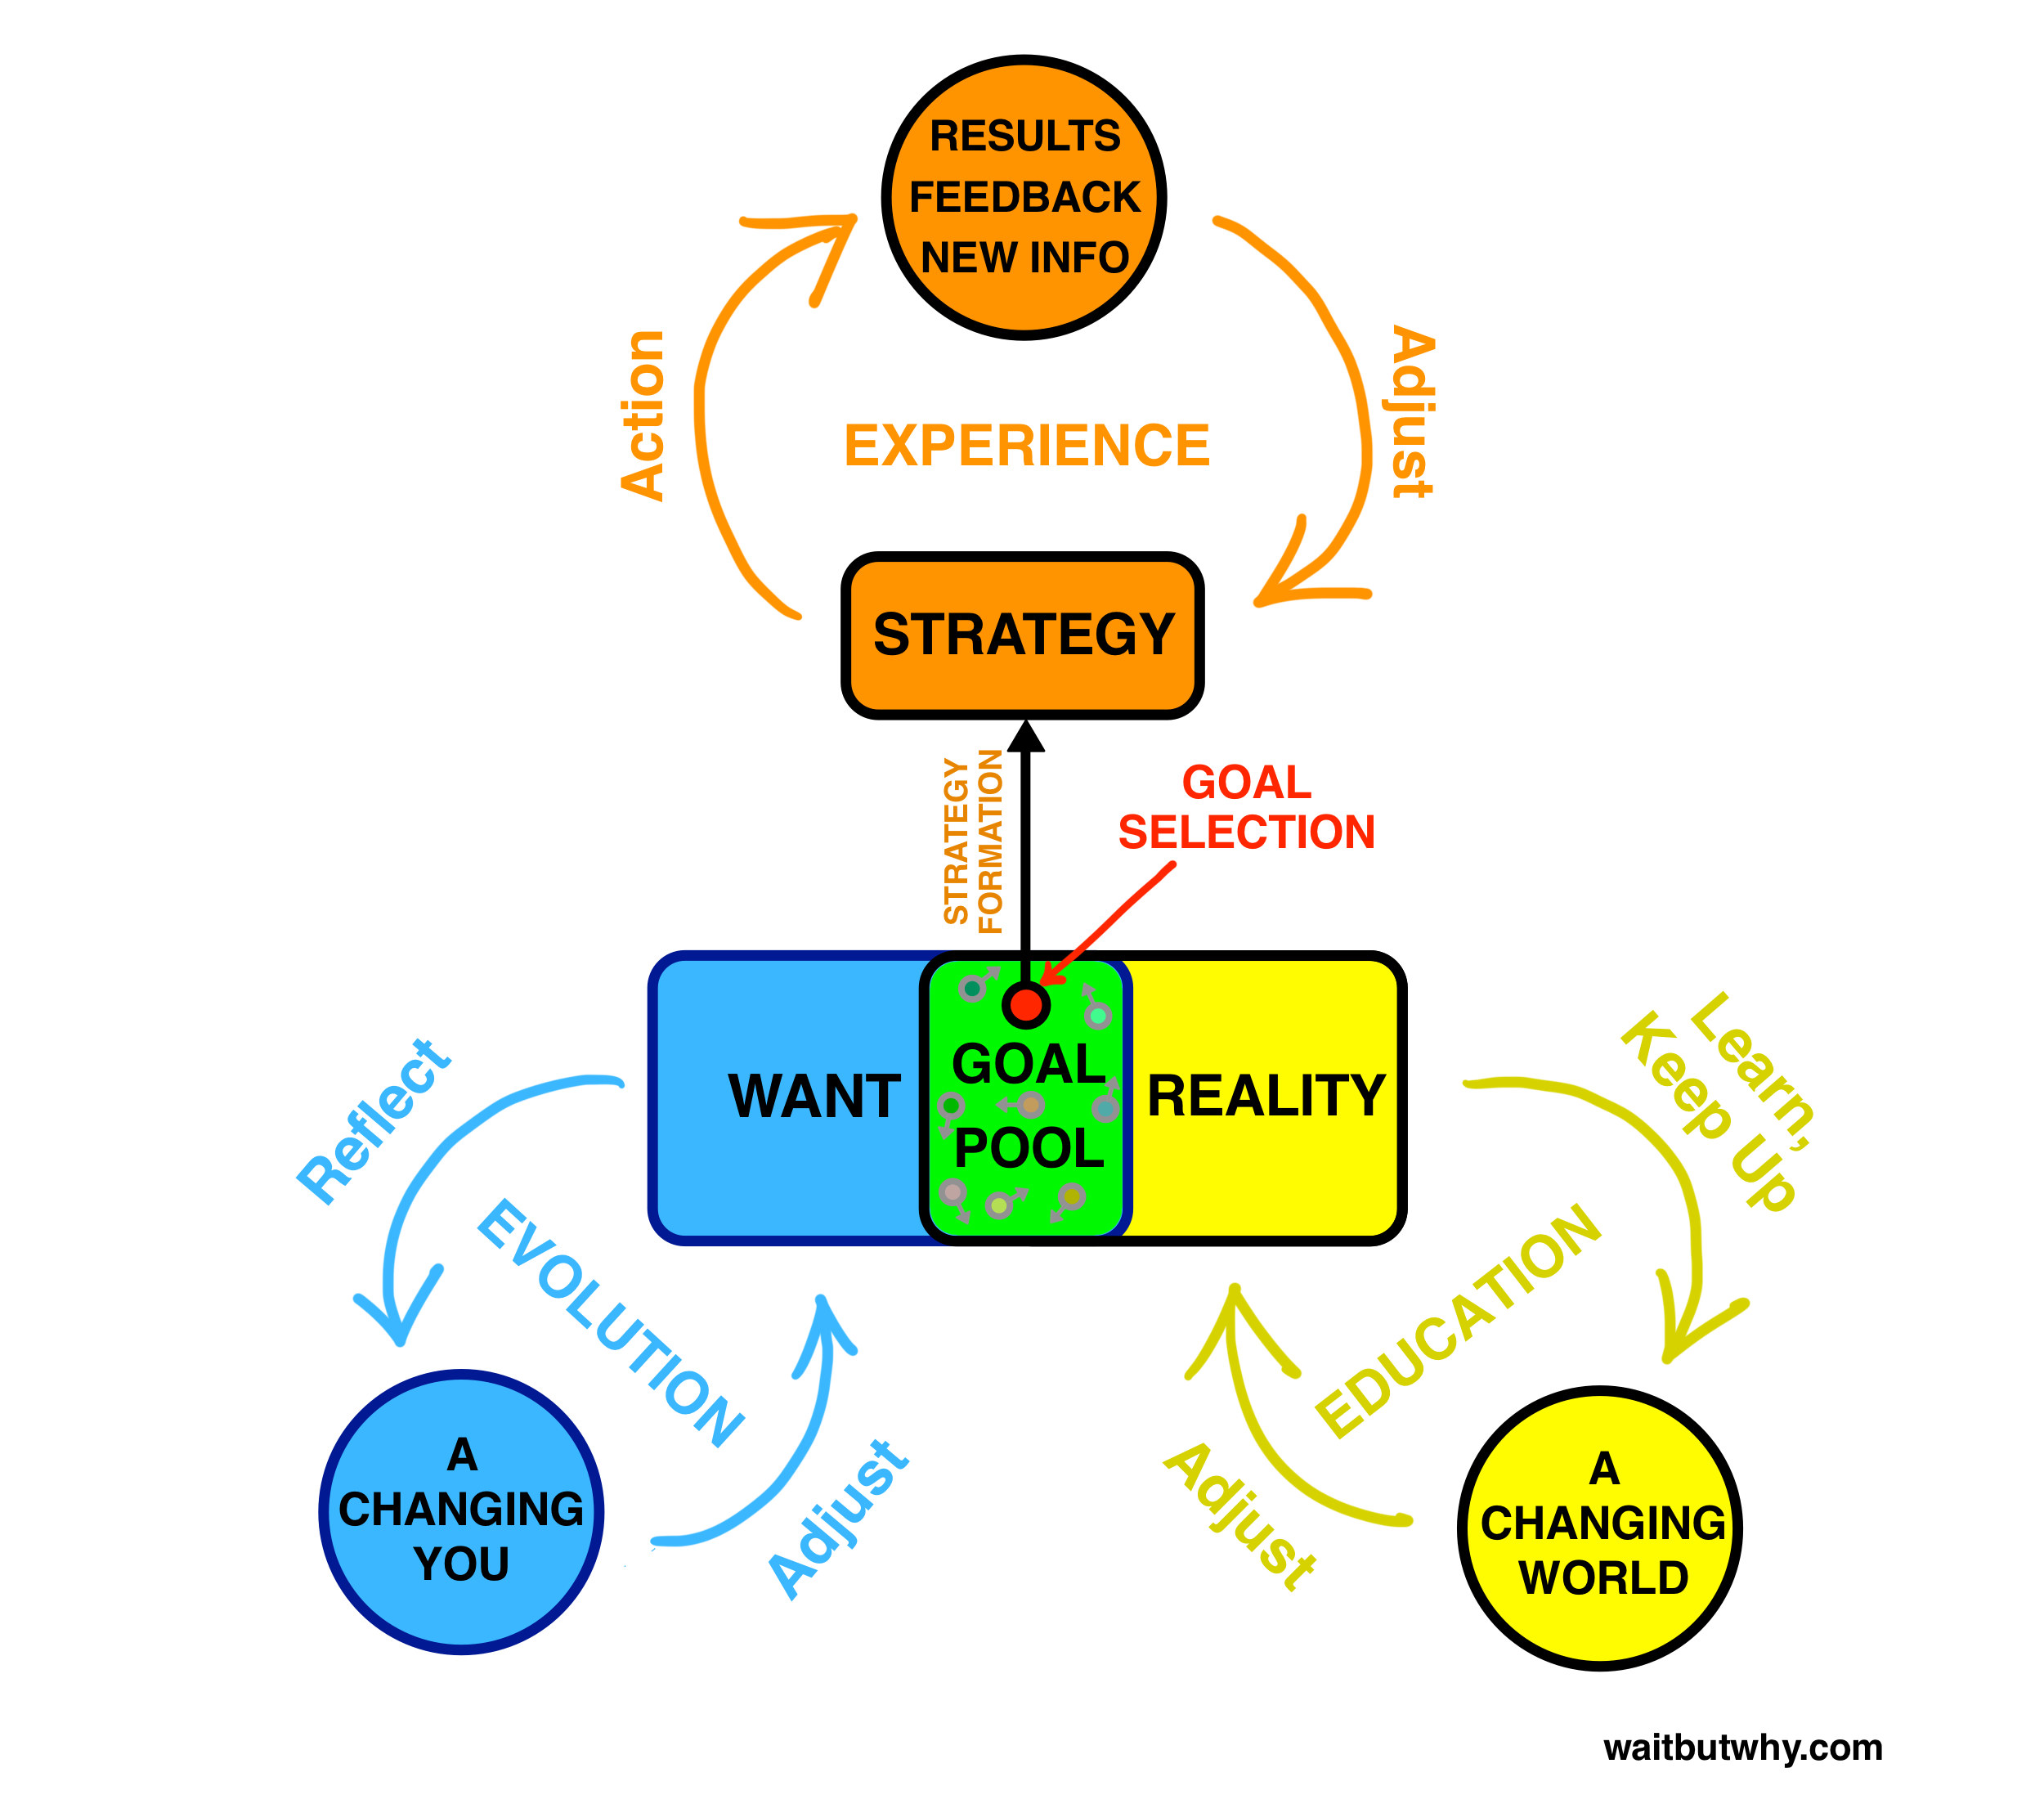 RESULTS
FEEDBACK
NEW INFO
Action
Adjust
EXPERIENCE
STRATEGY
STRATEGY
FORMATION
GOAL
SELECTION
WANT
GOAL
POOL
REALITY
Reflect
EVOLUTION
Adjust
A
CHANGING
YOU
Learn,
Keep Up
EDUCATION
Adjust
A
CHANGING
WORLD
waitbutwhy.com